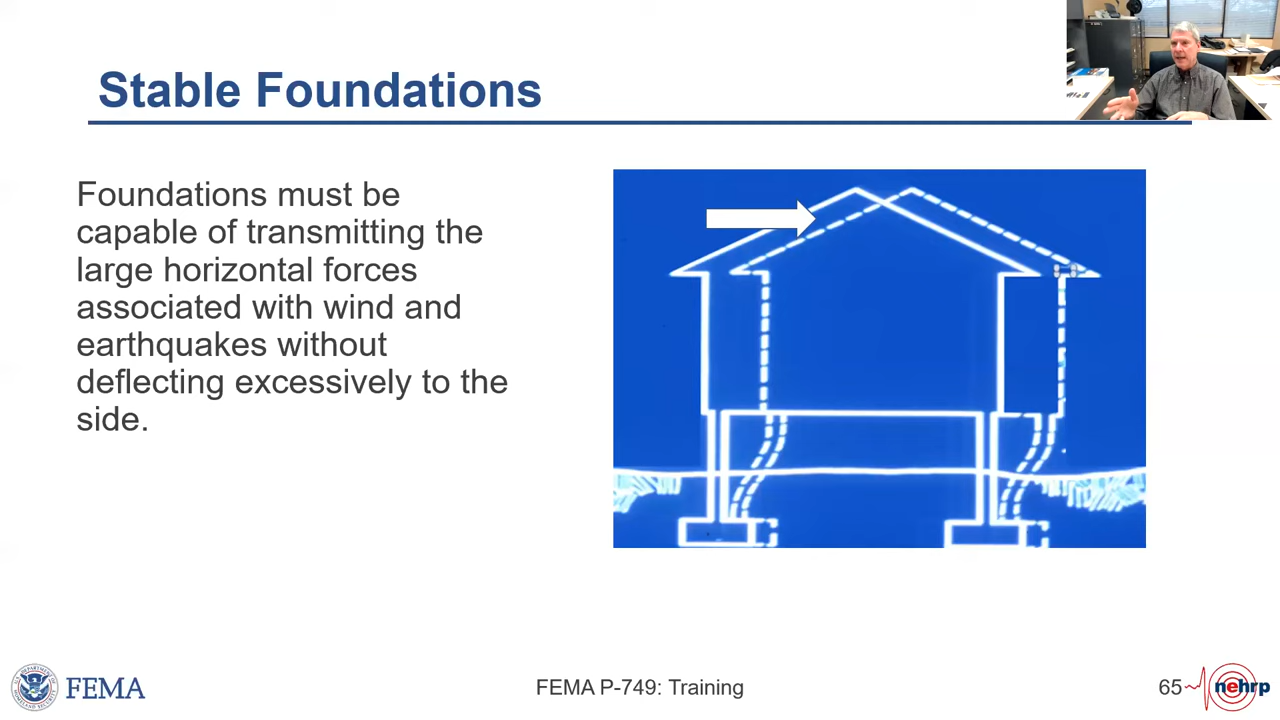 Stable Foundations
Foundations must be
capable of transmitting the
large horizontal forces
associated with wind and
earthquakes without
deflecting excessively to the
side.
FEMA
FEMA P-749: Training
65
nehrp